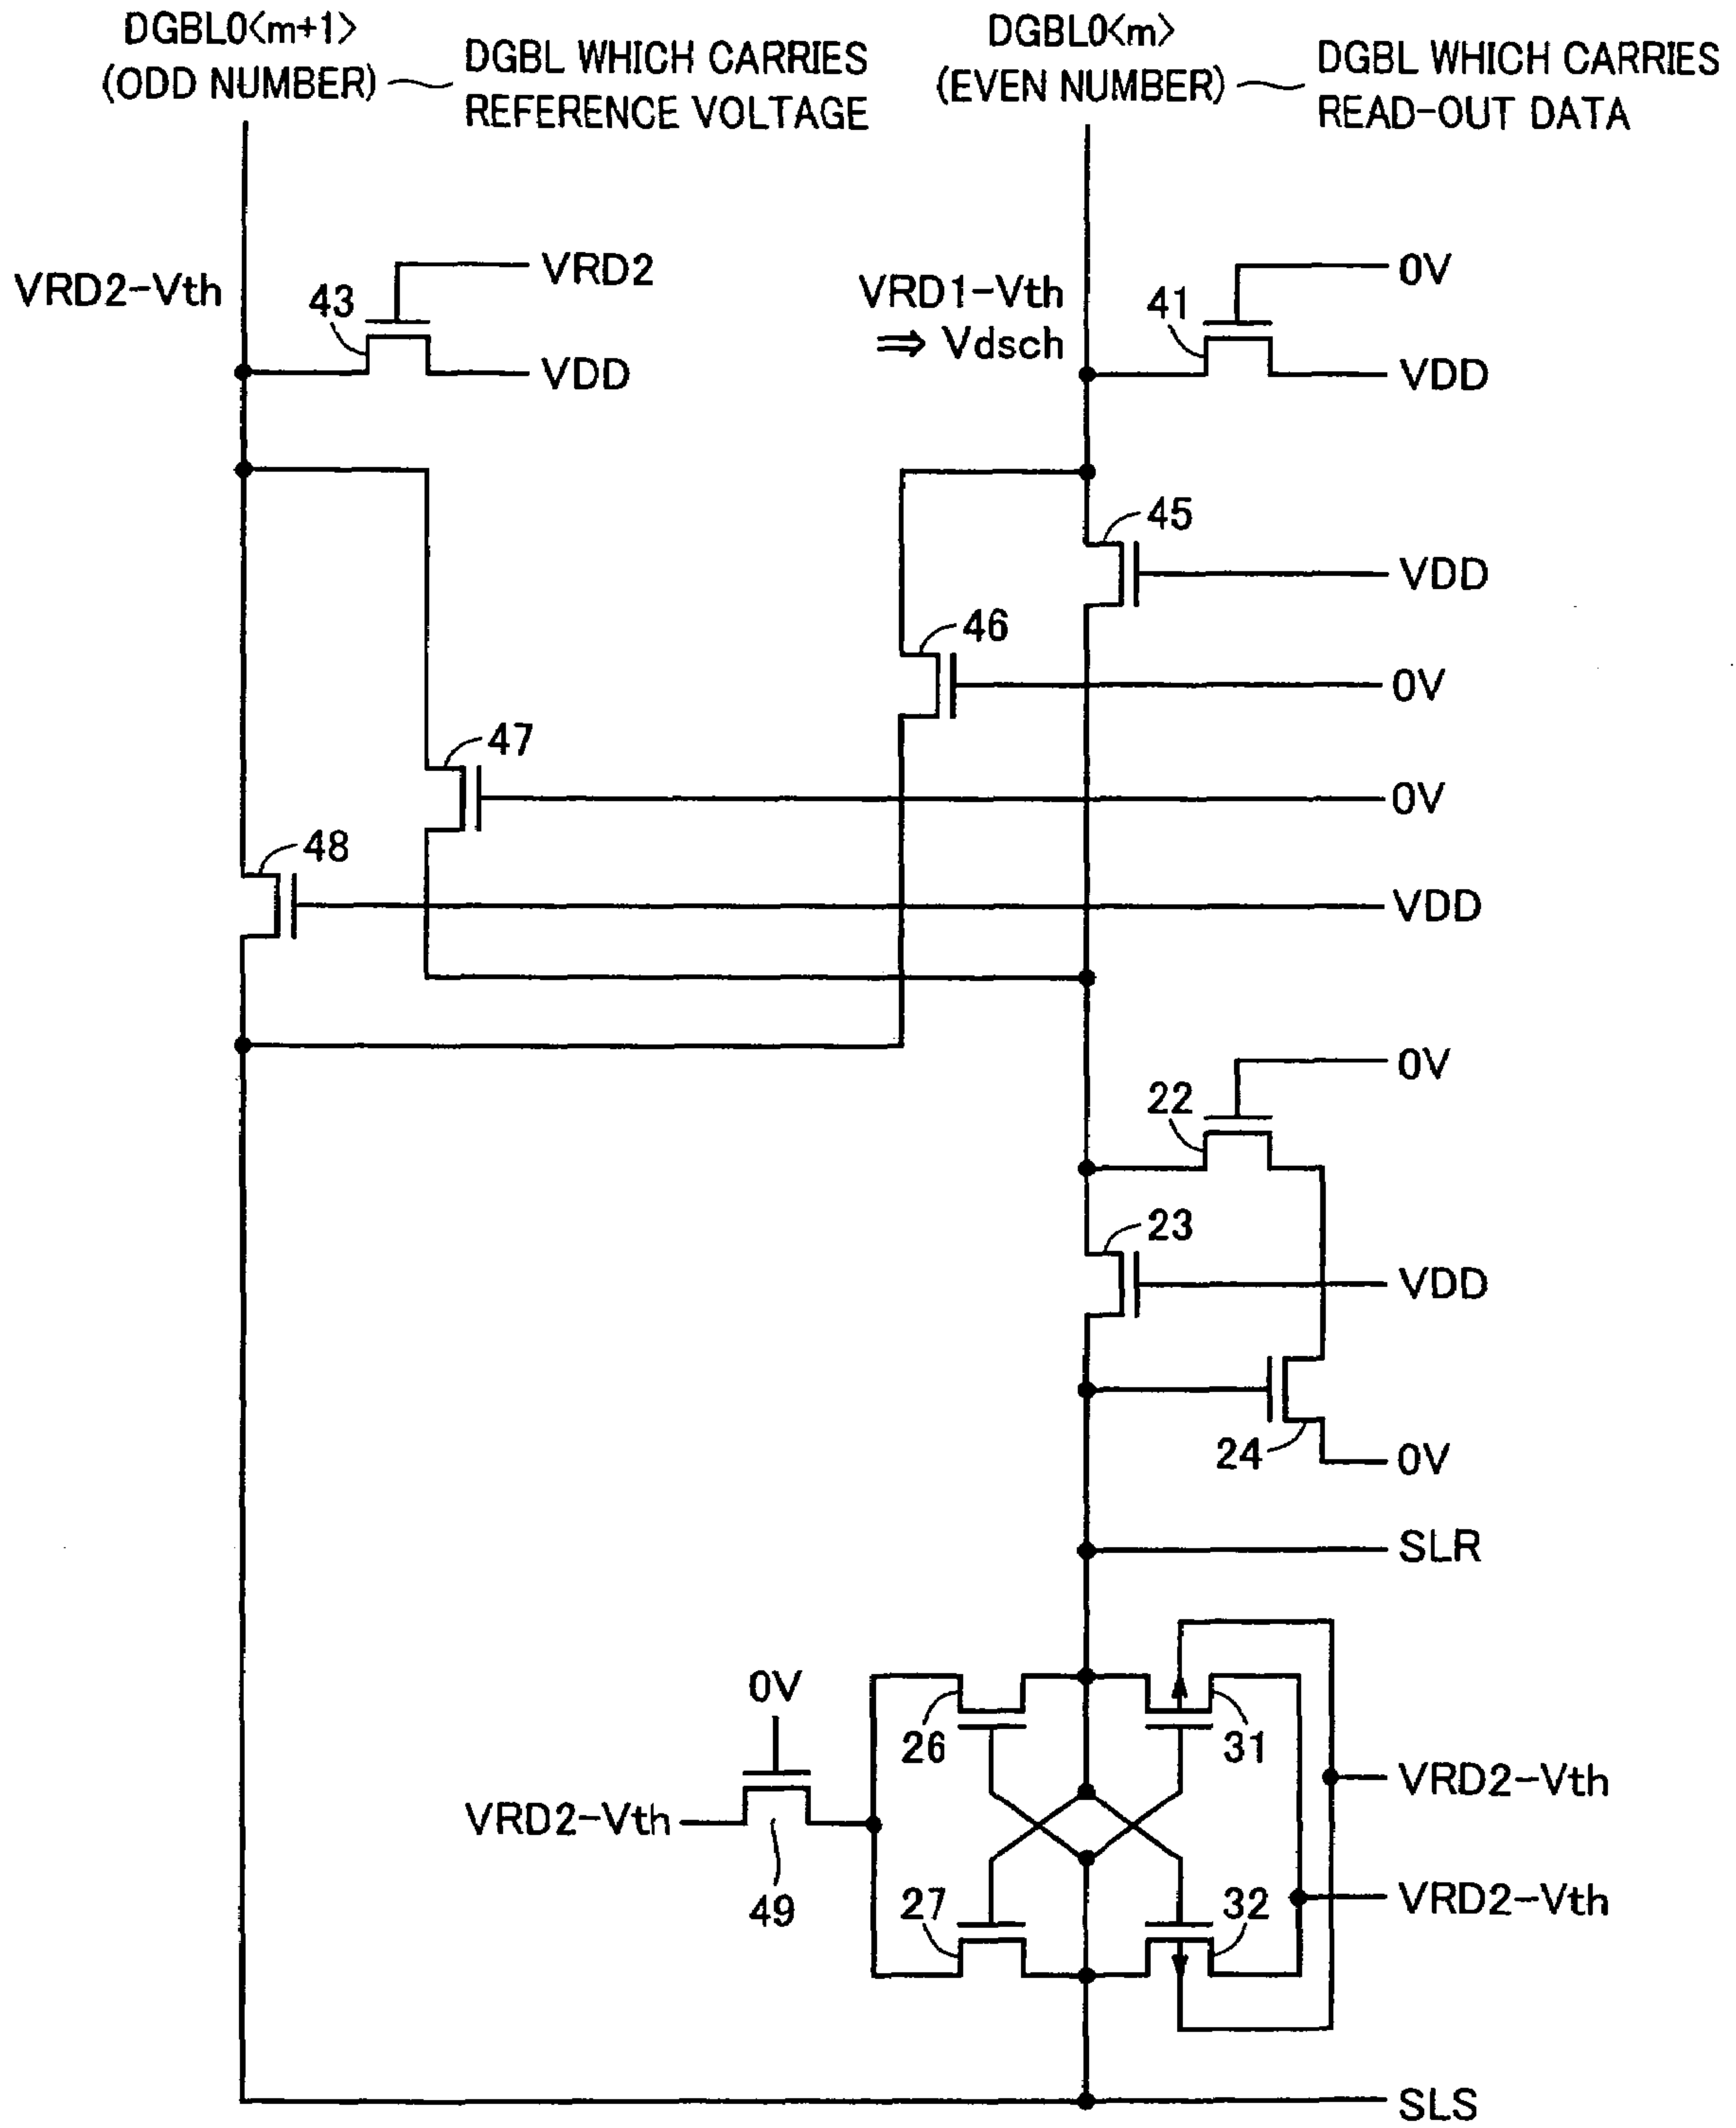 DGBL0<m+1>
(ODD NUMBER)
DGBL WHICH CARRIES
REFERENCE VOLTAGE
DGBL0<m>
(EVEN NUMBER)
DGBL WHICH CARRIES
READ-OUT DATA
VRD2-Vth
43
VRD2
VDD
VRD1-Vth
⇒ Vdsch
41
0V
VDD
45
VDD
46
0V
47
0V
48
VDD
22
0V
23
VDD
24
0V
SLR
0V
26
31
VRD2-Vth
VRD2-Vth
49
27
32
VRD2-Vth
SLS